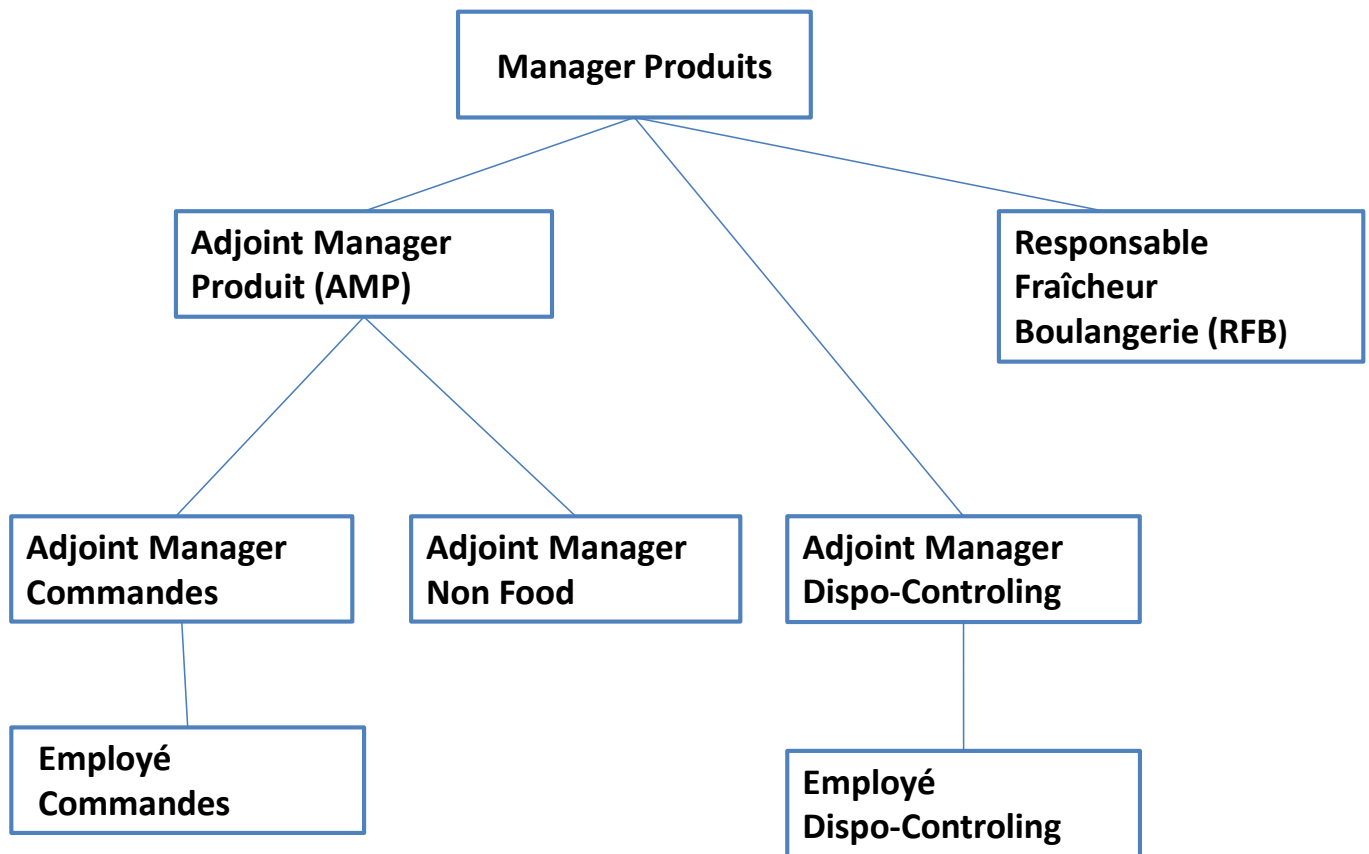 Manager Produits
Adjoint Manager
Produit (AMP)
Responsable
Fraîcheur
Boulangerie (RFB)
Adjoint Manager
Commandes
Adjoint Manager
Non Food
Adjoint Manager
Dispo-Controling
Employé
Commandes
Employé
Dispo-Controling